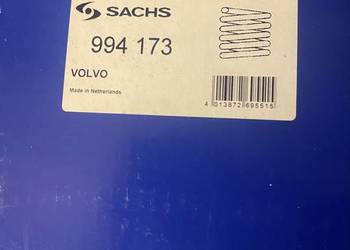 SACHS
994 173
VOLVO
Made in Netherlands
4 013872 695515